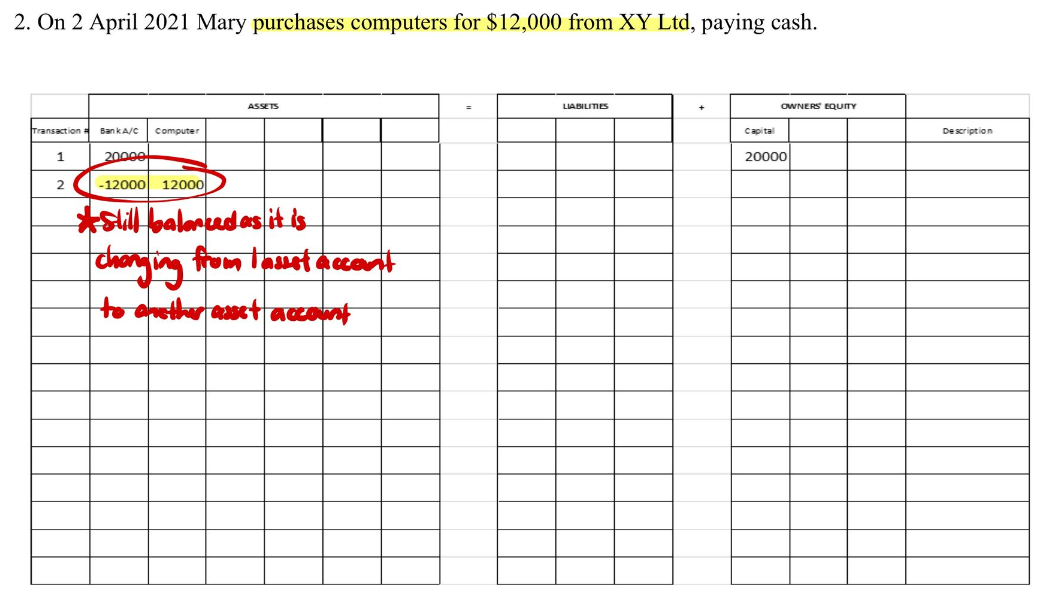 2. On 2 April 2021 Mary purchases computers for $12,000 from XY Ltd, paying cash.
ASSETS = LIABILITIES + OWNERS' EQUITY
Transaction # Bank A/C Computer Capital Description
1 20000 20000
2 -12000 12000
*Still balanced as it is
changing from 1 asset account
to another asset account